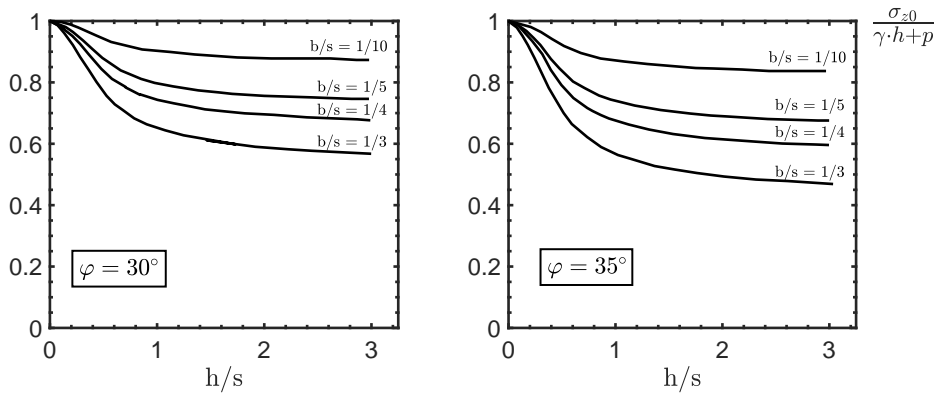 1
0.8
0.6
0.4
0.2
0
0 1 2 3
h/s
b/s = 1/10
b/s = 1/5
b/s = 1/4
b/s = 1/3
φ = 30°
1
0.8
0.6
0.4
0.2
0
0 1 2 3
h/s
b/s = 1/10
b/s = 1/5
b/s = 1/4
b/s = 1/3
φ = 35°
σz0
γ·h+p